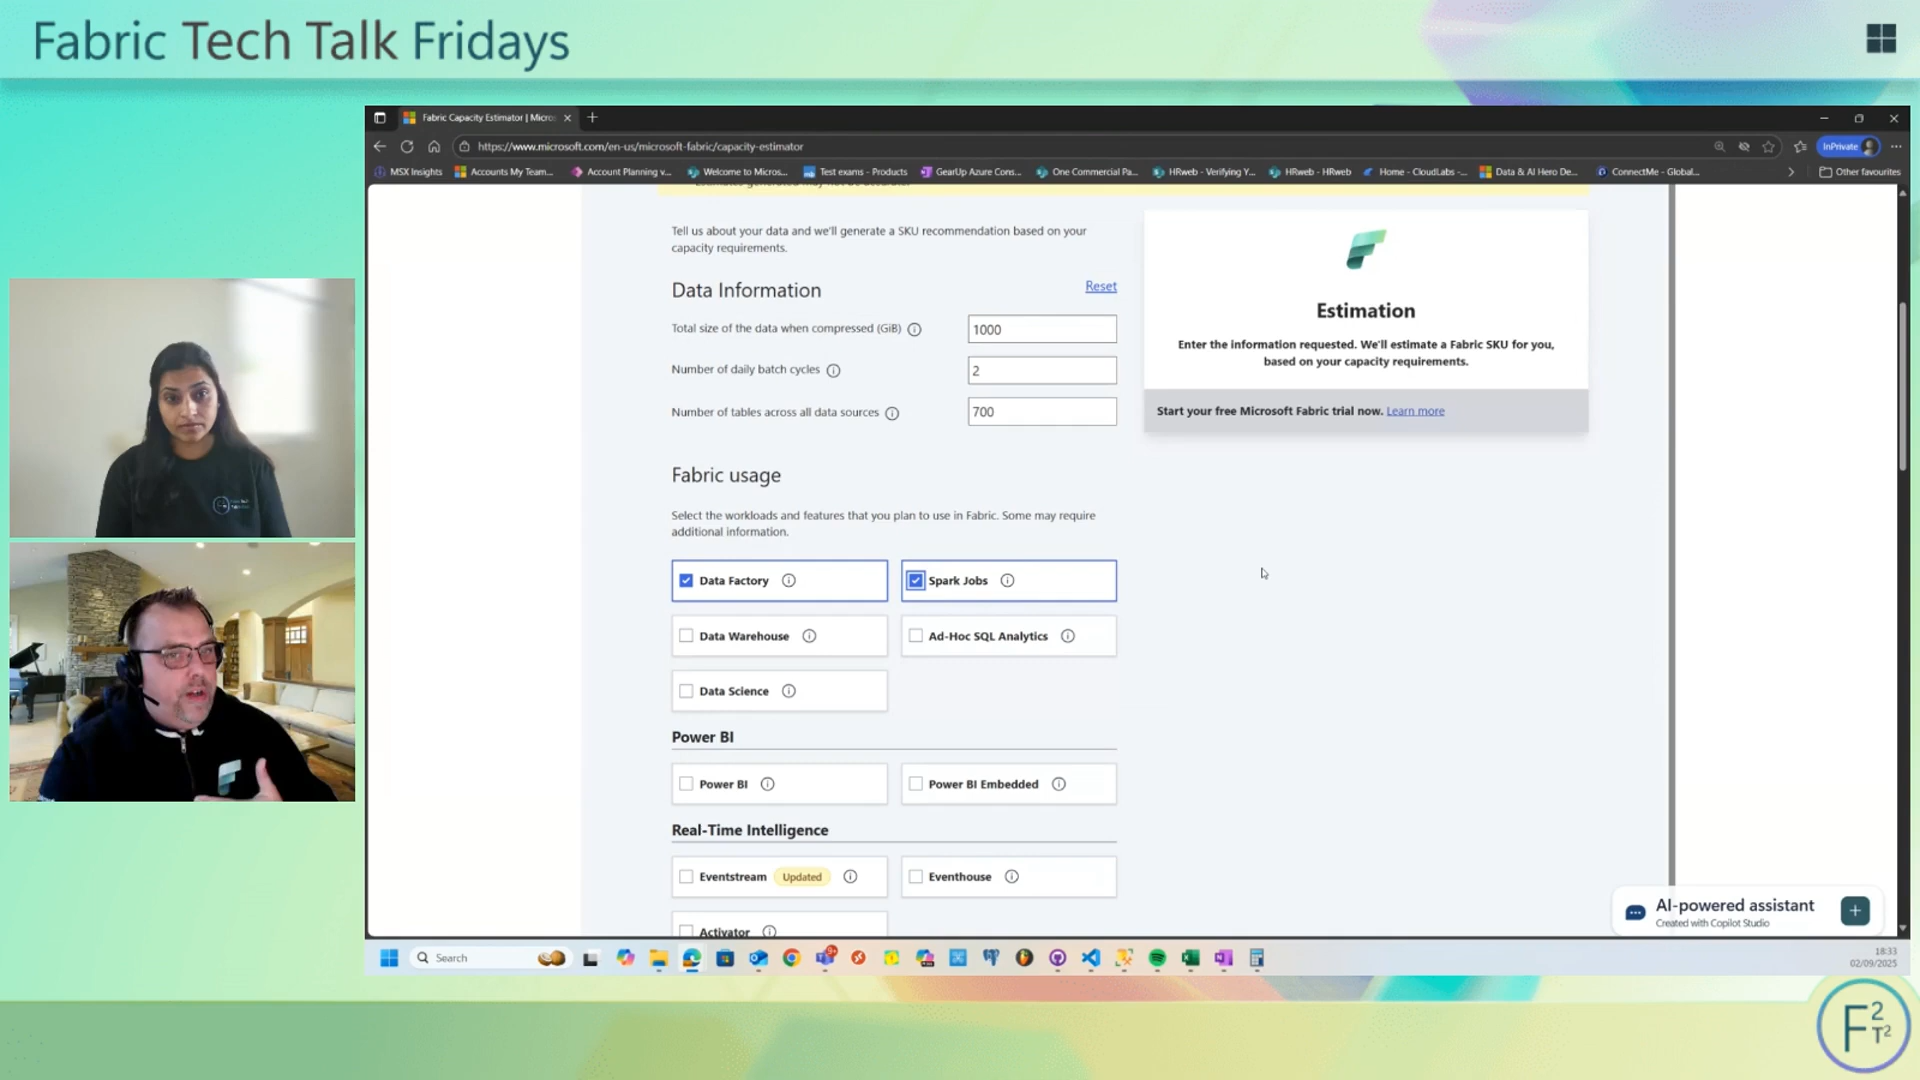 Fabric Tech Talk Fridays
Fabric Capacity Estimator | Micro
https://www.microsoft.com/en-us/microsoft-fabric/capacity-estimator
InPrivate
MSX Insights
Accounts My Team...
Account Planning v...
Welcome to Micros...
Test exams - Products
GearUp Azure Cons...
One Commercial Pa...
HRweb - Verifying Y...
HRweb - HRweb
Home - CloudLabs -...
Data & AI Hero De...
ConnectMe - Global...
Other favourites
Tell us about your data and we'll generate a SKU recommendation based on your
capacity requirements.
Data Information
Reset
Total size of the data when compressed (GiB)
1000
Number of daily batch cycles
2
Number of tables across all data sources
700
Estimation
Enter the information requested. We'll estimate a Fabric SKU for you,
based on your capacity requirements.
Start your free Microsoft Fabric trial now. Learn more
Fabric usage
Select the workloads and features that you plan to use in Fabric. Some may require
additional information.
Data Factory
Spark Jobs
Data Warehouse
Ad-Hoc SQL Analytics
Data Science
Power BI
Power BI
Power BI Embedded
Real-Time Intelligence
Eventstream Updated
Eventhouse
Activator
AI-powered assistant
Created with Copilot Studio
Search
9+
18:33
02/09/2025
F2
T2